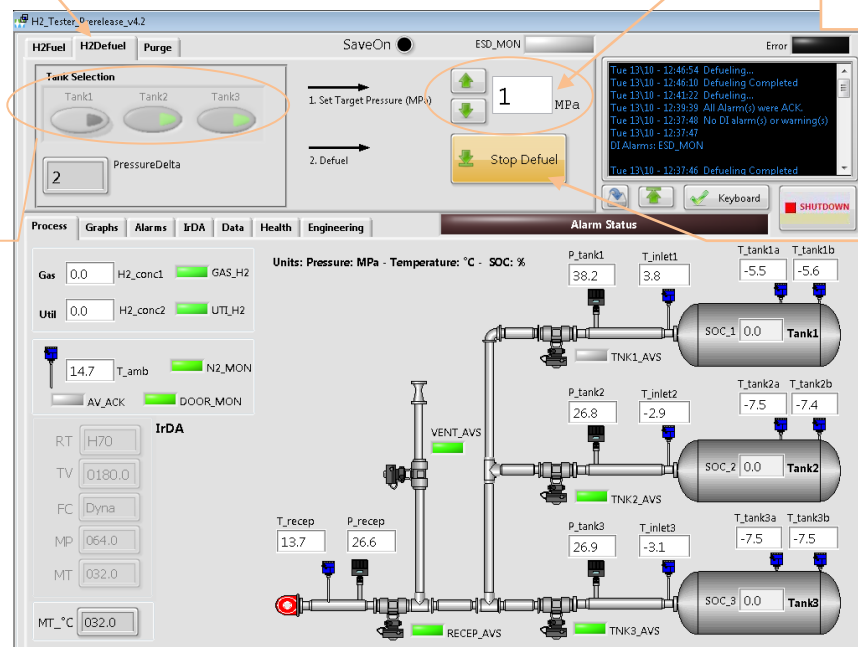 H2_Tester_Prerelease_v4.2
H2Fuel H2Defuel Purge
SaveOn
ESD_MON
Error
Tank Selection
Tank1 Tank2 Tank3
2 PressureDelta
1. Set Target Pressure (MPa)
1 MPa
2. Defuel
Stop Defuel
Tue 13\10 - 12:46:54 Defueling...
Tue 13\10 - 12:46:10 Defueling Completed
Tue 13\10 - 12:41:22 Defueling...
Tue 13\10 - 12:39:39 All Alarm(s) were ACK.
Tue 13\10 - 12:37:48 No DI alarm(s) or warning(s)
Tue 13\10 - 12:37:47
DI Alarms: ESD_MON
Tue 13\10 - 12:37:46 Defueling Completed
Keyboard
SHUTDOWN
Process Graphs Alarms IrDA Data Health Engineering
Alarm Status
Gas 0.0 H2_conc1 GAS_H2
Util 0.0 H2_conc2 UTI_H2
14.7 T_amb N2_MON
AV_ACK DOOR_MON
IrDA
RT H70
TV 0180.0
FC Dyna
MP 064.0
MT 032.0
MT_°C 032.0
Units: Pressure: MPa - Temperature: °C - SOC: %
P_tank1 T_inlet1 T_tank1a T_tank1b
38.2 3.8 -5.5 -5.6
SOC_1 0.0 Tank1
TNK1_AVS
P_tank2 T_inlet2 T_tank2a T_tank2b
26.8 -2.9 -7.5 -7.4
VENT_AVS
SOC_2 0.0 Tank2
TNK2_AVS
T_recep P_recep
13.7 26.6
P_tank3 T_inlet3 T_tank3a T_tank3b
26.9 -3.1 -7.5 -7.5
SOC_3 0.0 Tank3
RECEP_AVS
TNK3_AVS